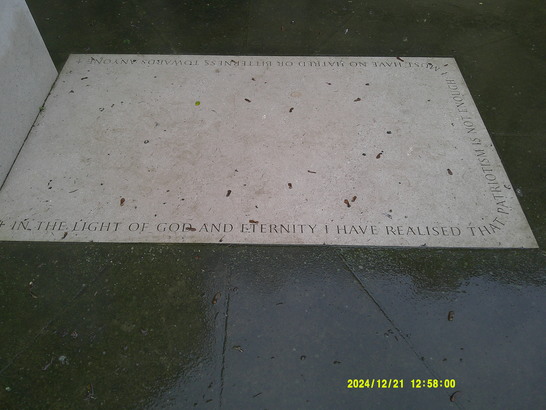 + IN THE LIGHT OF GOD AND ETERNITY I HAVE REALISED THAT PATRIOTISM IS NOT ENOUGH I MUST HAVE NO HATRED OR BITTERNESS TOWARDS ANYONE +
2024/12/21 12:58:00